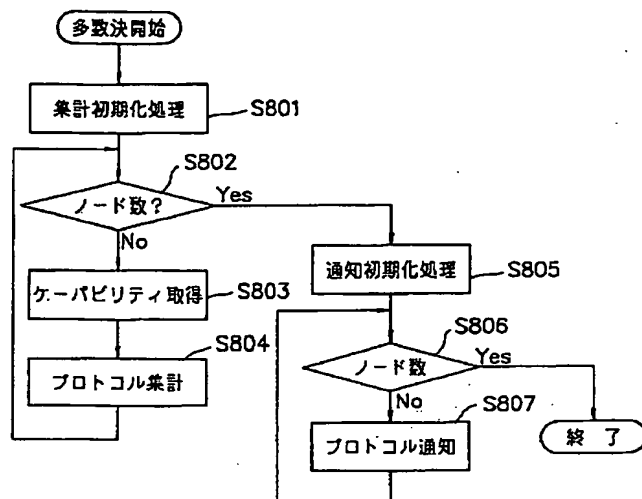 多数決開始
集計初期化処理
S801
S802
ノード数?
Yes
No
ケーパビリティ取得
S803
S804
プロトコル集計
通知初期化処理
S805
S806
ノード数
Yes
No
S807
プロトコル通知
終 了